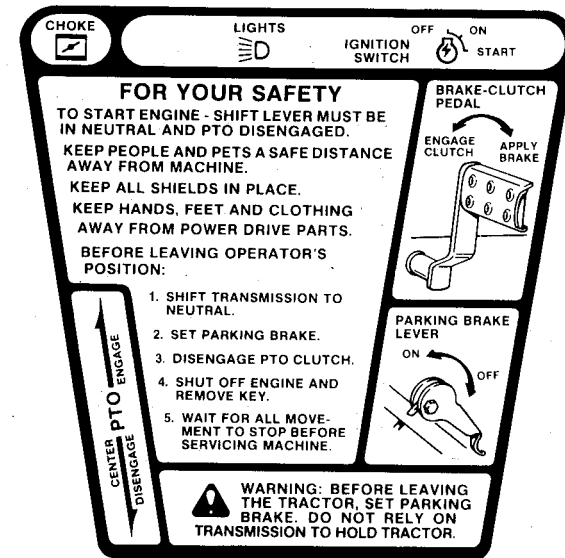 CHOKE
LIGHTS
OFF ON
IGNITION
SWITCH
START
FOR YOUR SAFETY
TO START ENGINE - SHIFT LEVER MUST BE
IN NEUTRAL AND PTO DISENGAGED.
KEEP PEOPLE AND PETS A SAFE DISTANCE
AWAY FROM MACHINE.
KEEP ALL SHIELDS IN PLACE.
KEEP HANDS, FEET AND CLOTHING
AWAY FROM POWER DRIVE PARTS.
BEFORE LEAVING OPERATOR'S
POSITION:
1. SHIFT TRANSMISSION TO
NEUTRAL.
2. SET PARKING BRAKE.
3. DISENGAGE PTO CLUTCH.
4. SHUT OFF ENGINE AND
REMOVE KEY.
5. WAIT FOR ALL MOVE-
MENT TO STOP BEFORE
SERVICING MACHINE.
BRAKE-CLUTCH
PEDAL
ENGAGE
CLUTCH
APPLY
BRAKE
PARKING BRAKE
LEVER
ON
OFF
CENTER PTO ENGAGE
DISENGAGE
WARNING: BEFORE LEAVING
THE TRACTOR, SET PARKING
BRAKE. DO NOT RELY ON
TRANSMISSION TO HOLD TRACTOR.